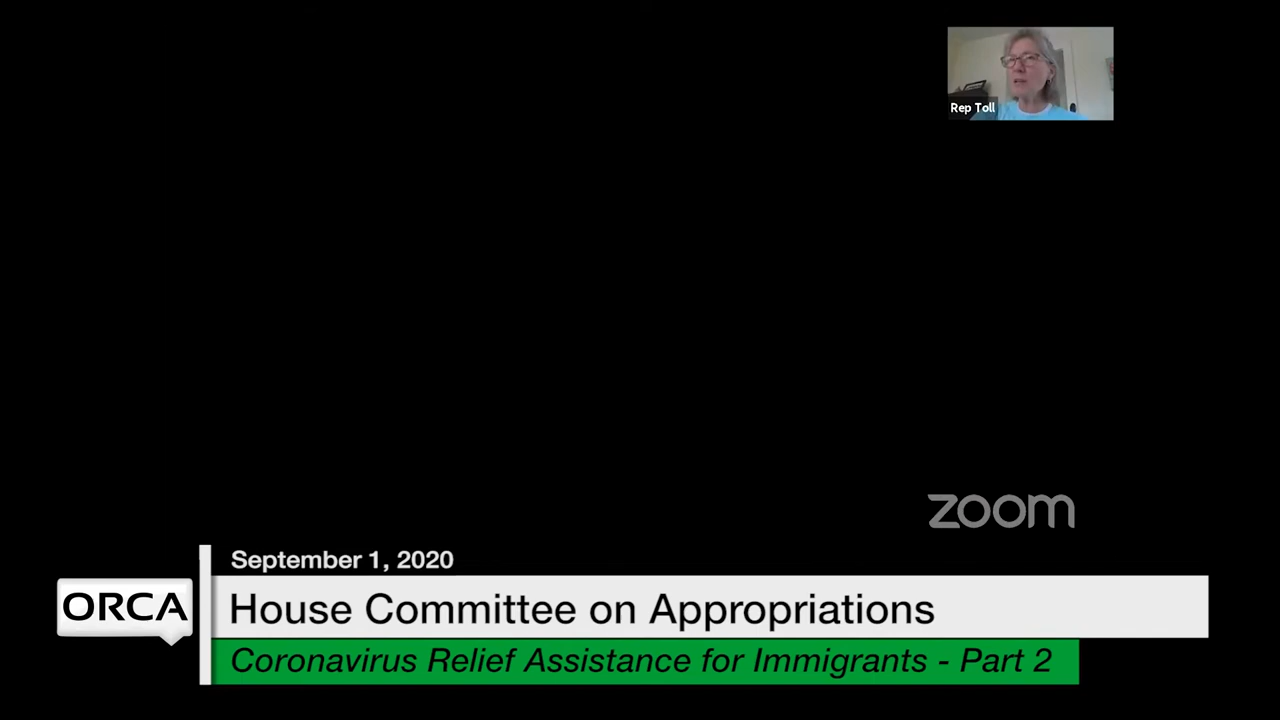 Rep Toll
zoom
September 1, 2020
ORCA
House Committee on Appropriations
Coronavirus Relief Assistance for Immigrants - Part 2